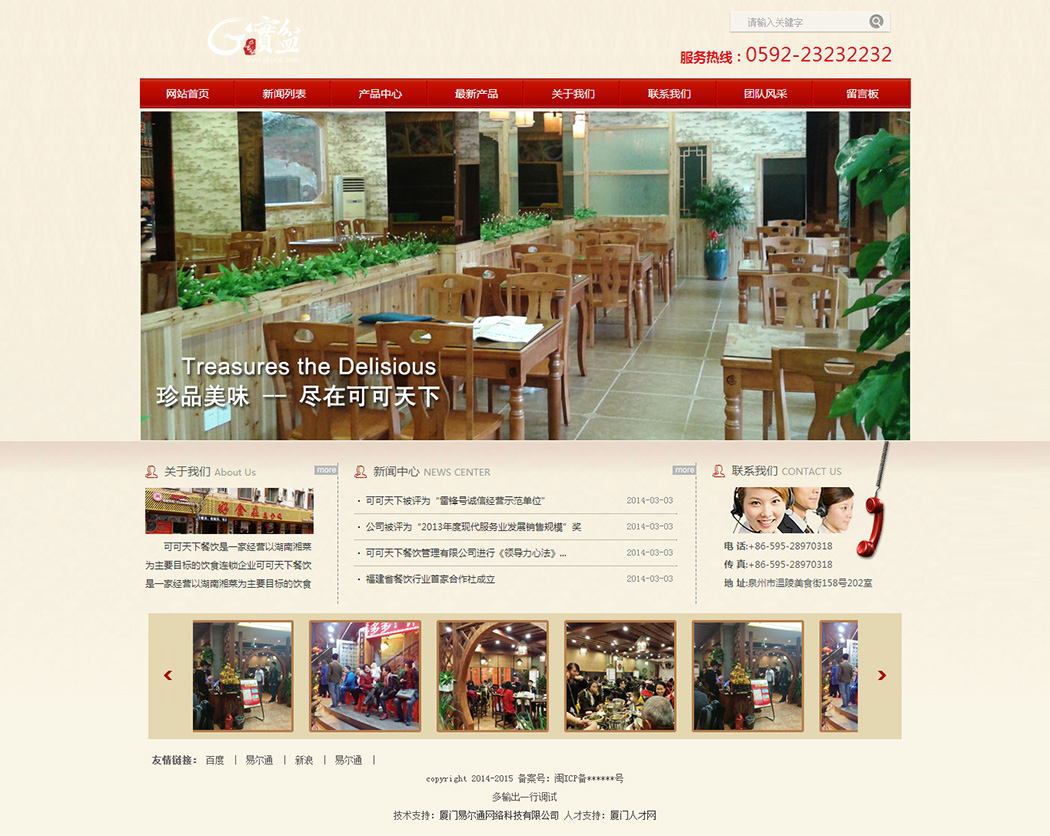 G寶盆
请输入关键字
服务热线：0592-23232232
网站首页 新闻列表 产品中心 最新产品 关于我们 联系我们 团队风采 留言板
Treasures the Delisious
珍品美味 —— 尽在可可天下
关于我们 About Us more
可可天下餐饮是一家经营以湖南湘菜
为主要目标的饮食连锁企业可可天下餐饮
是一家经营以湖南湘菜为主要目标的饮食
新闻中心 NEWS CENTER more
· 可可天下被评为“雷锋号诚信经营示范单位” 2014-03-03
· 公司被评为“2013年度现代服务业发展销售规模”奖 2014-03-03
· 可可天下餐饮管理有限公司进行《领导力心法》... 2014-03-03
· 福建省餐饮行业首家合作社成立 2014-03-03
联系我们 CONTACT US
电 话:+86-595-28970318
传 真:+86-595-28970318
地 址:泉州市温陵美食街158号202室
友情链接： 百度 | 易尔通 | 新浪 | 易尔通 |
copyright 2014-2015 备案号：闽ICP备******号
多输出一行调试
技术支持：厦门易尔通网络科技有限公司 人才支持：厦门人才网